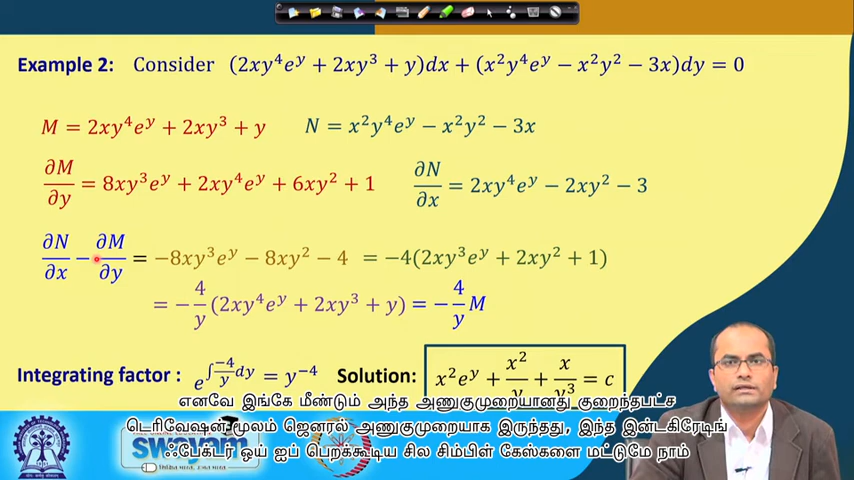 Example 2: Consider (2xy⁴eʸ + 2xy³ + y)dx + (x²y⁴eʸ − x²y² − 3x)dy = 0
M = 2xy⁴eʸ + 2xy³ + y N = x²y⁴eʸ − x²y² − 3x
∂M/∂y = 8xy³eʸ + 2xy⁴eʸ + 6xy² + 1 ∂N/∂x = 2xy⁴eʸ − 2xy² − 3
∂N/∂x − ∂M/∂y = −8xy³eʸ − 8xy² − 4 = −4(2xy³eʸ + 2xy² + 1)
= −4/y (2xy⁴eʸ + 2xy³ + y) = −4/y M
Integrating factor : e^(∫ −4/y dy) = y⁻⁴ Solution: x²eʸ + x²/y + x/y³ = c
எனவே இங்கே மீண்டும் அந்த அணுகுமுறையானது குறைந்தபட்ச
டெரிவேஷன் மூலம் ஜெனரல் அணுகுமுறையாக இருந்தது, இந்த இன்டகிரேடிங்
ஃபேக்டர் ஒய் ஐப் பெறக்கூடிய சில சிம்பிள் கேஸ்களை மட்டுமே நாம்
swayam